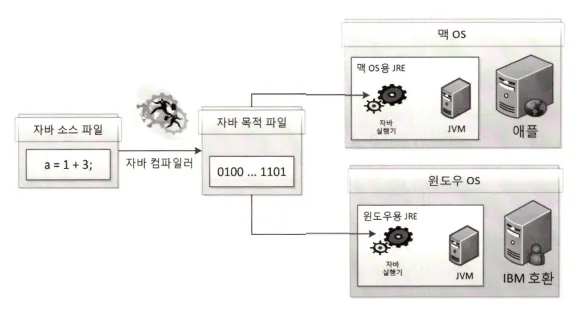 자바 소스 파일
a = 1 + 3;
자바 컴파일러
자바 목적 파일
0100 ... 1101
맥 OS
맥 OS용 JRE
자바
실행기
JVM
애플
윈도우 OS
윈도우용 JRE
자바
실행기
JVM
IBM 호환